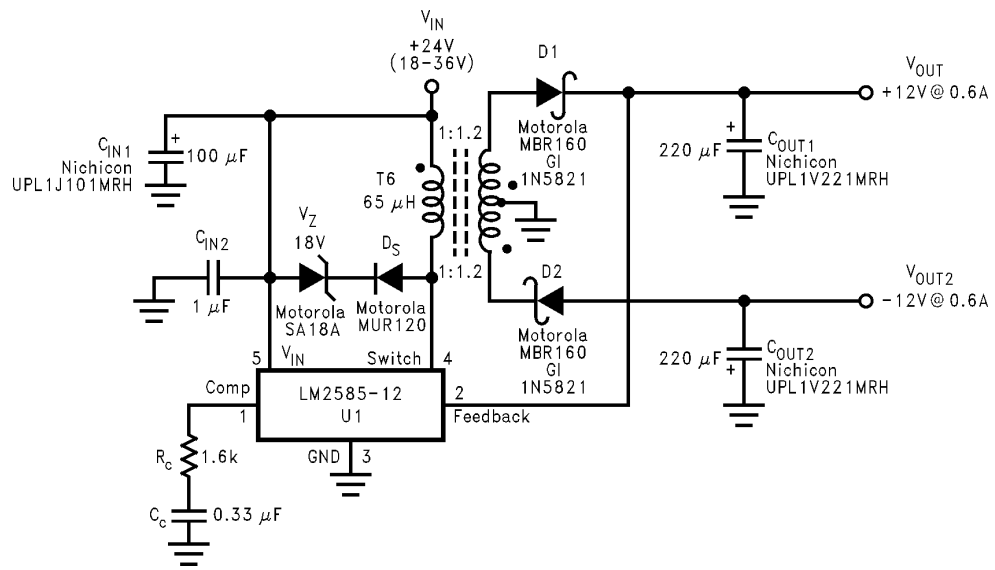 V_IN
+24V
(18-36V)
D1
V_OUT
+12V@0.6A
1:1.2
C_IN1
Nichicon
UPL1J101MRH
+
100 μF
Motorola
MBR160
GI
1N5821
+
220 μF
C_OUT1
Nichicon
UPL1V221MRH
T6
65 μH
V_Z
18V
D_S
C_IN2
1 μF
1:1.2
D2
V_OUT2
-12V@0.6A
Motorola
SA18A
Motorola
MUR120
Motorola
MBR160
GI
1N5821
220 μF
+
C_OUT2
Nichicon
UPL1V221MRH
5
V_IN
Switch
4
Comp
1
LM2585-12
U1
2
Feedback
GND
3
R_c
1.6k
C_c
0.33 μF